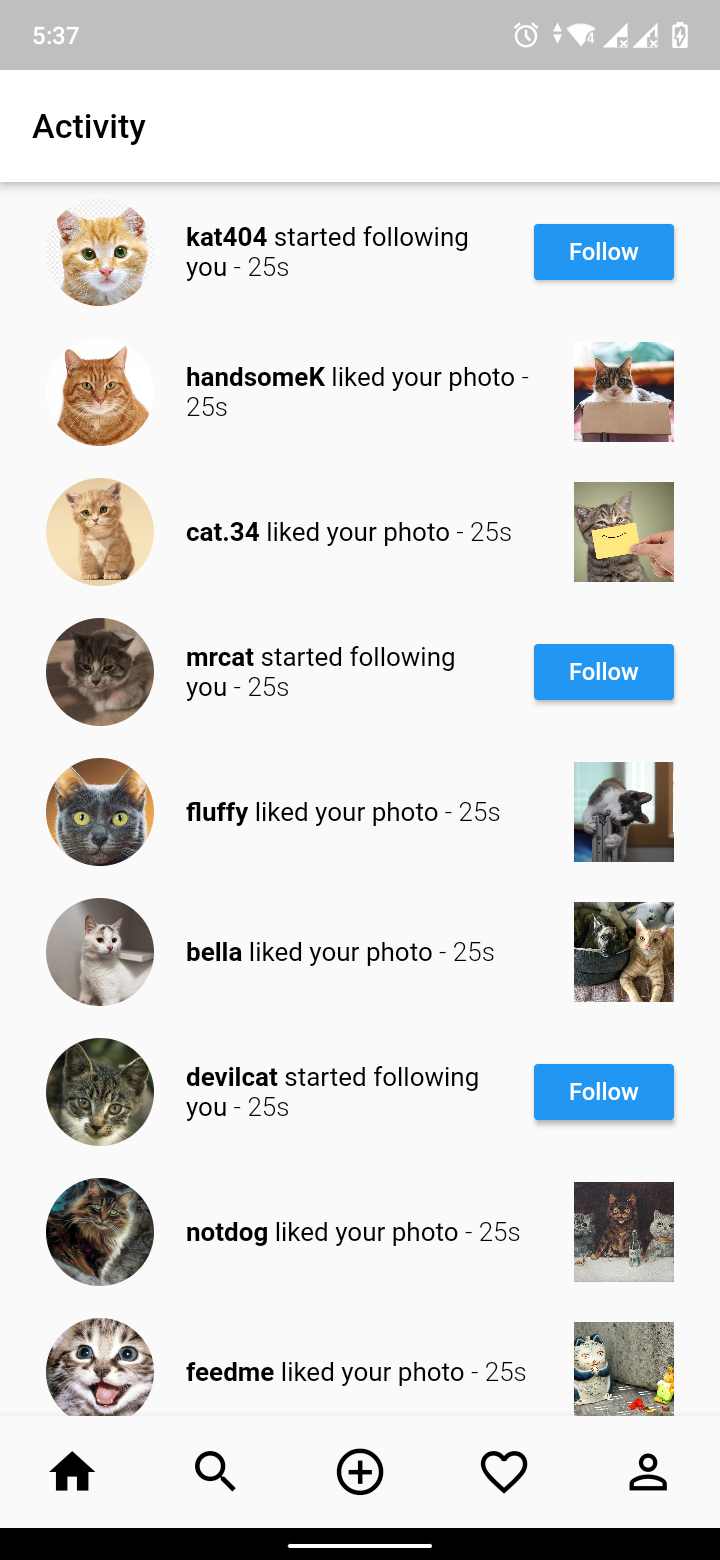 5:37
4
Activity
kat404 started following
you - 25s
Follow
handsomeK liked your photo -
25s
cat.34 liked your photo - 25s
mrcat started following
you - 25s
Follow
fluffy liked your photo - 25s
bella liked your photo - 25s
devilcat started following
you - 25s
Follow
notdog liked your photo - 25s
feedme liked your photo - 25s